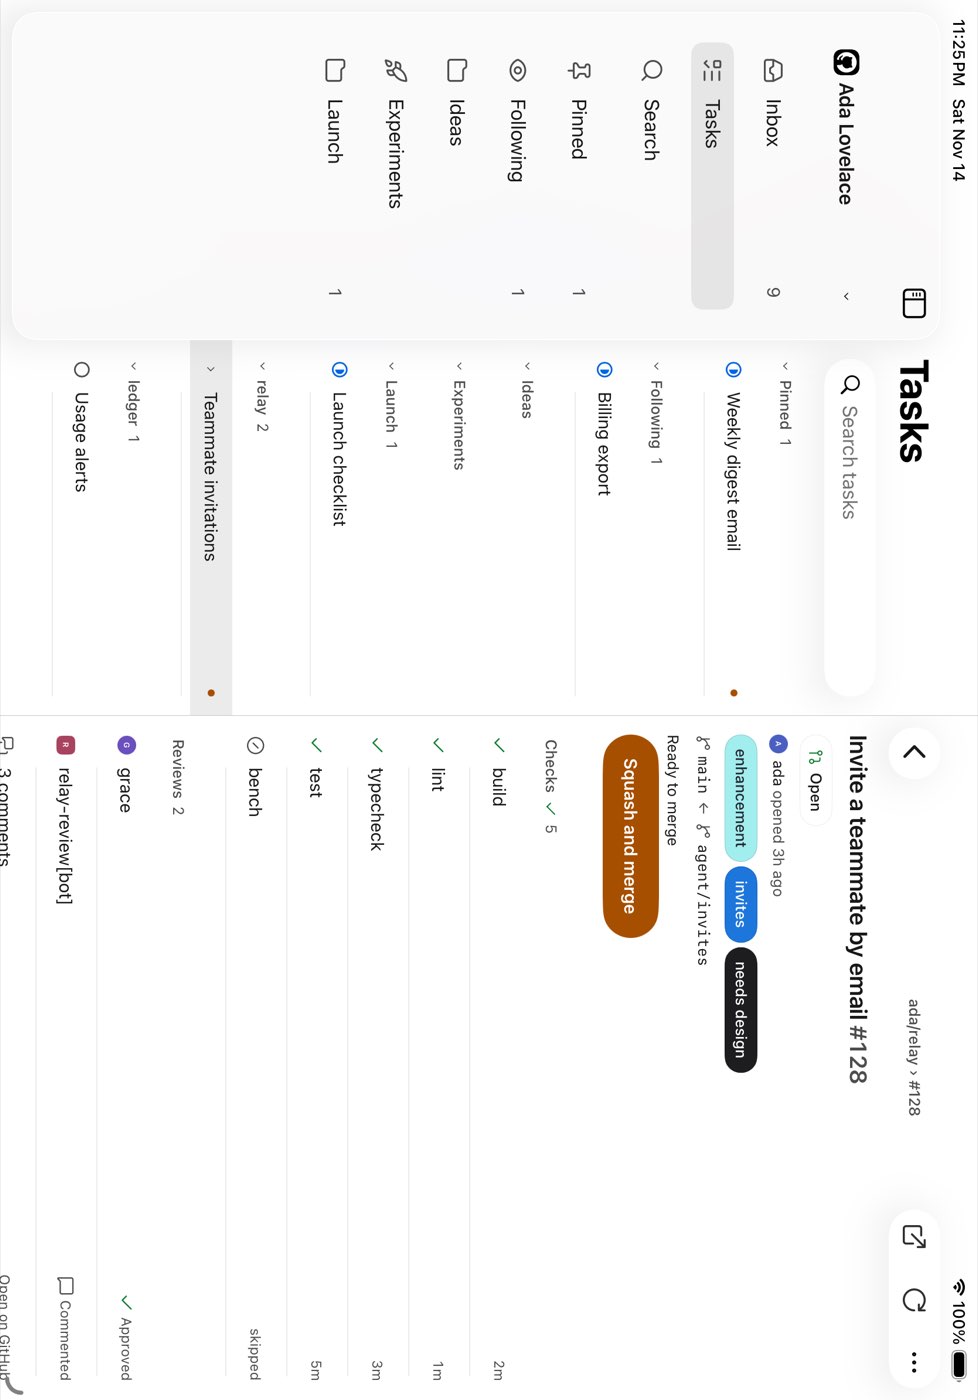 11:25 PM Sat Nov 14
100%
Ada Lovelace
Inbox 9
Tasks
Search
Pinned 1
Following 1
Ideas
Experiments
Launch 1
Tasks
Search tasks
Pinned 1
Weekly digest email
Following 1
Billing export
Ideas
Experiments
Launch 1
Launch checklist
relay 2
Teammate invitations
ledger 1
Usage alerts
ada/relay › #128
Invite a teammate by email #128
Open
A ada opened 3h ago
enhancement invites needs design
main ← agent/invites
Ready to merge
Squash and merge
Checks ✓ 5
build 2m
lint 1m
typecheck 3m
test 5m
bench skipped
Reviews 2
G grace Approved
R relay-review[bot] Commented
3 comments Open on GitHub